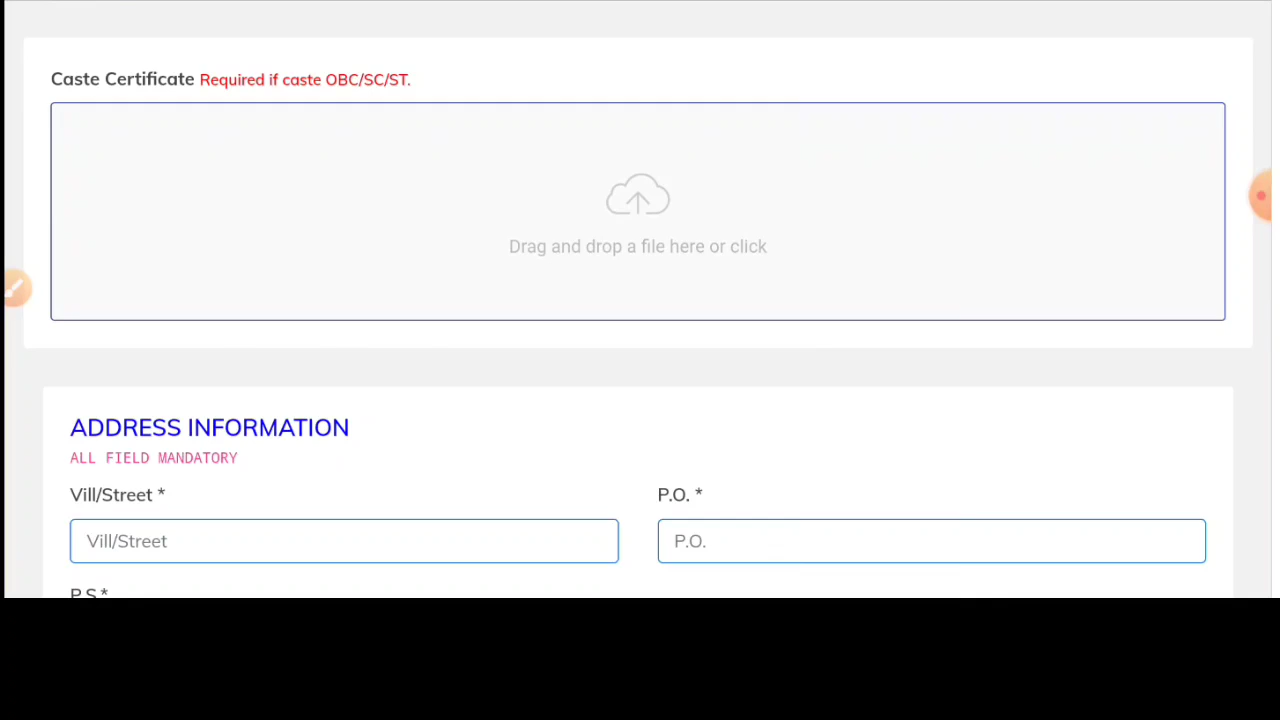 Caste Certificate Required if caste OBC/SC/ST.
Drag and drop a file here or click
ADDRESS INFORMATION
ALL FIELD MANDATORY
Vill/Street * P.O. *
Vill/Street P.O.
P.S*